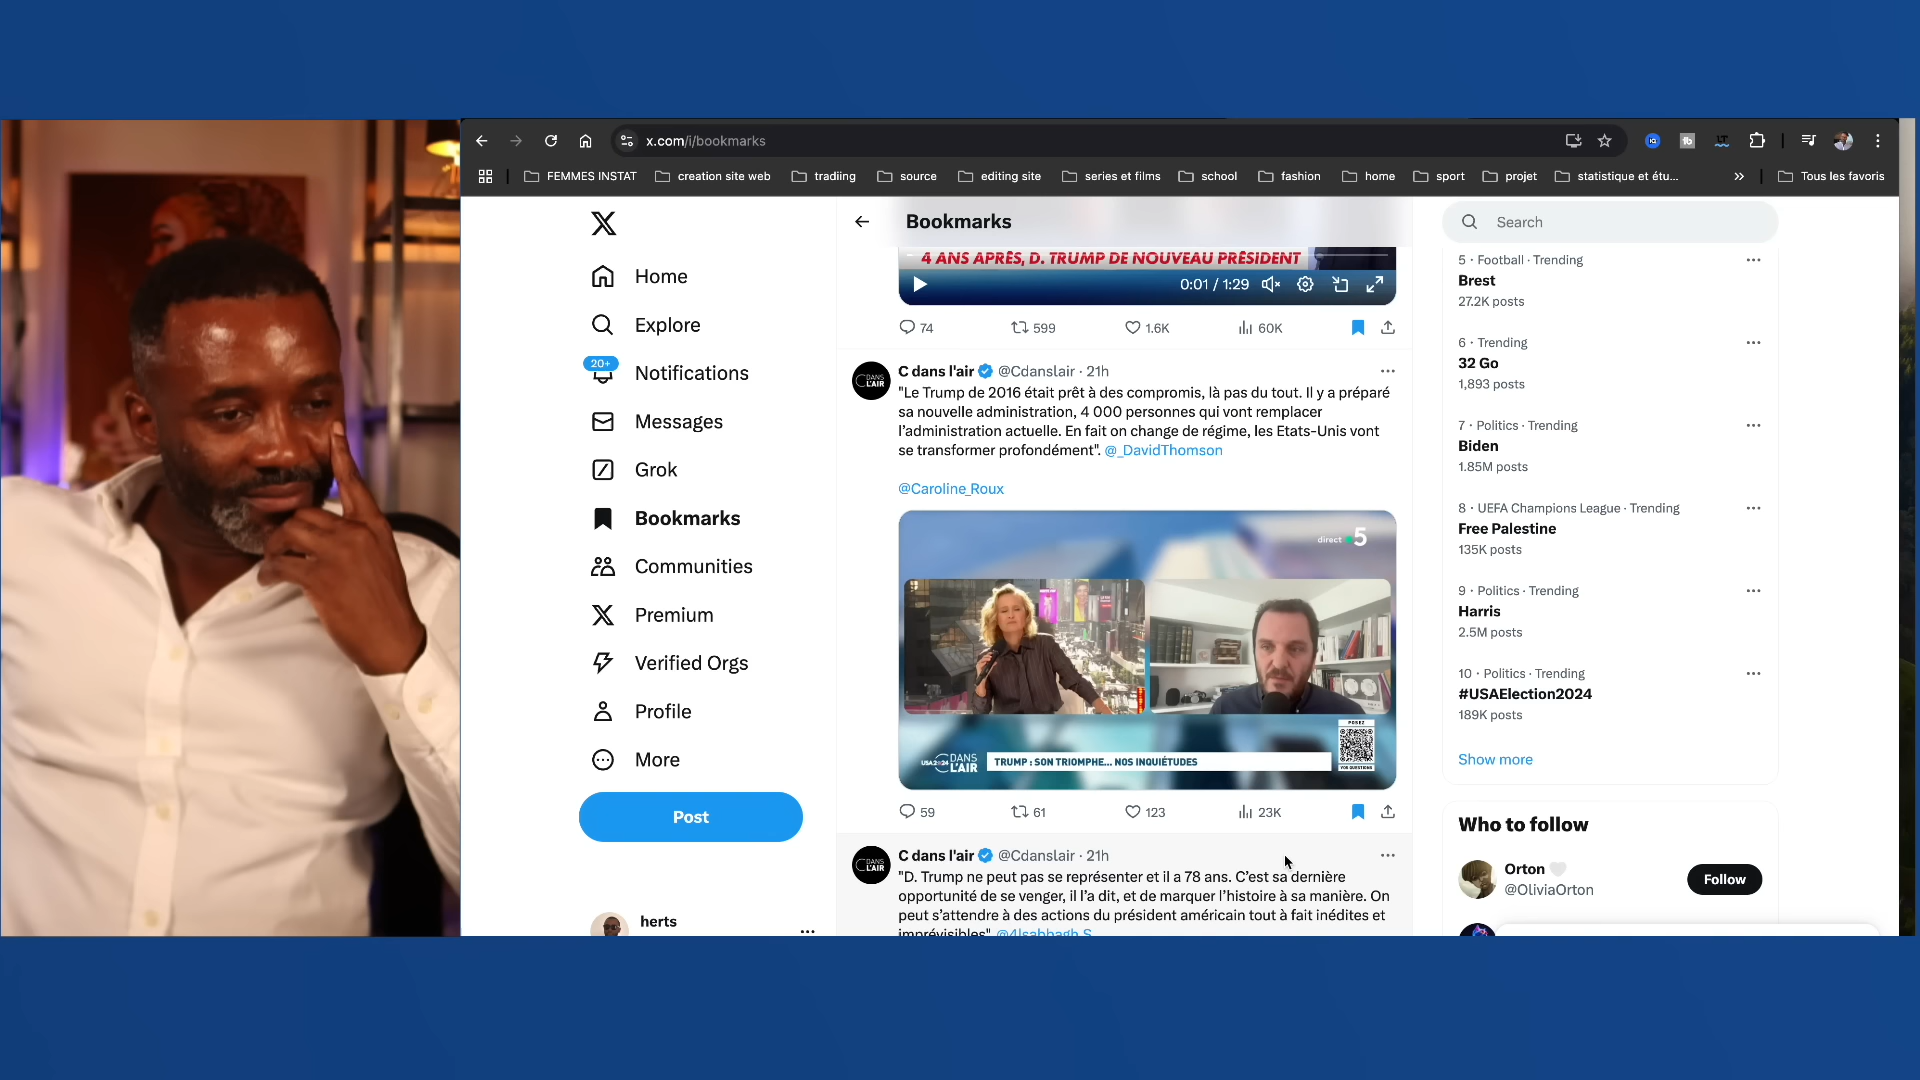 x.com/i/bookmarks
FEMMES INSTAT
creation site web
tradiing
source
editing site
series et films
school
fashion
home
sport
projet
statistique et étu...
Tous les favoris
Home
Explore
20+
Notifications
Messages
Grok
Bookmarks
Communities
Premium
Verified Orgs
Profile
More
Post
herts
Bookmarks
4 ANS APRÈS, D. TRUMP DE NOUVEAU PRÉSIDENT
0:01 / 1:29
74 599 1.6K 60K
C dans l'air @Cdanslair · 21h
"Le Trump de 2016 était prêt à des compromis, là pas du tout. Il y a préparé
sa nouvelle administration, 4 000 personnes qui vont remplacer
l'administration actuelle. En fait on change de régime, les Etats-Unis vont
se transformer profondément". @_DavidThomson
@Caroline_Roux
direct 5
POSEZ
VOS QUESTIONS
USA2024 C DANS L'AIR
TRUMP : SON TRIOMPHE... NOS INQUIÉTUDES
59 61 123 23K
C dans l'air @Cdanslair · 21h
"D. Trump ne peut pas se représenter et il a 78 ans. C'est sa dernière
opportunité de se venger, il l'a dit, et de marquer l'histoire à sa manière. On
peut s'attendre à des actions du président américain tout à fait inédites et
imprévisibles". @4lsabbagh S
Search
5 · Football · Trending
Brest
27.2K posts
6 · Trending
32 Go
1,893 posts
7 · Politics · Trending
Biden
1.85M posts
8 · UEFA Champions League · Trending
Free Palestine
135K posts
9 · Politics · Trending
Harris
2.5M posts
10 · Politics · Trending
#USAElection2024
189K posts
Show more
Who to follow
Orton
@OliviaOrton
Follow